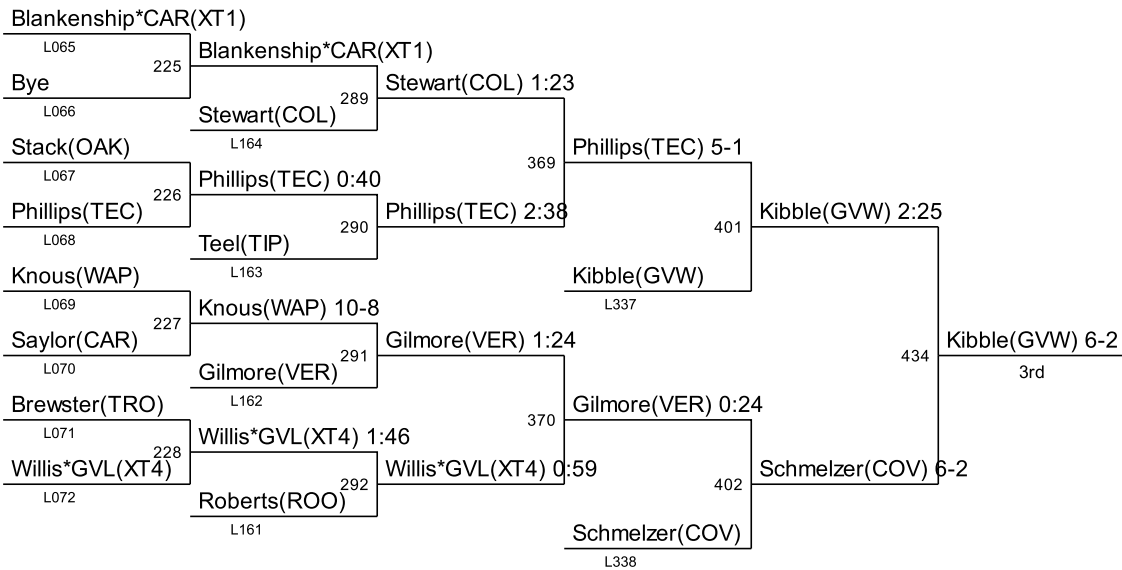 Blankenship*CAR(XT1)
L065
225
Bye
L066
Stack(OAK)
L067
226
Phillips(TEC)
L068
Knous(WAP)
L069
227
Saylor(CAR)
L070
Brewster(TRO)
L071
228
Willis*GVL(XT4)
L072
Blankenship*CAR(XT1)
289
Stewart(COL)
L164
Phillips(TEC) 0:40
290
Teel(TIP)
L163
Knous(WAP) 10-8
291
Gilmore(VER)
L162
Willis*GVL(XT4) 1:46
292
Roberts(ROO)
L161
Stewart(COL) 1:23
369
Phillips(TEC) 2:38
Gilmore(VER) 1:24
370
Willis*GVL(XT4) 0:59
Phillips(TEC) 5-1
401
Kibble(GVW)
L337
Gilmore(VER) 0:24
402
Schmelzer(COV)
L338
Kibble(GVW) 2:25
434
Schmelzer(COV) 6-2
Kibble(GVW) 6-2
3rd